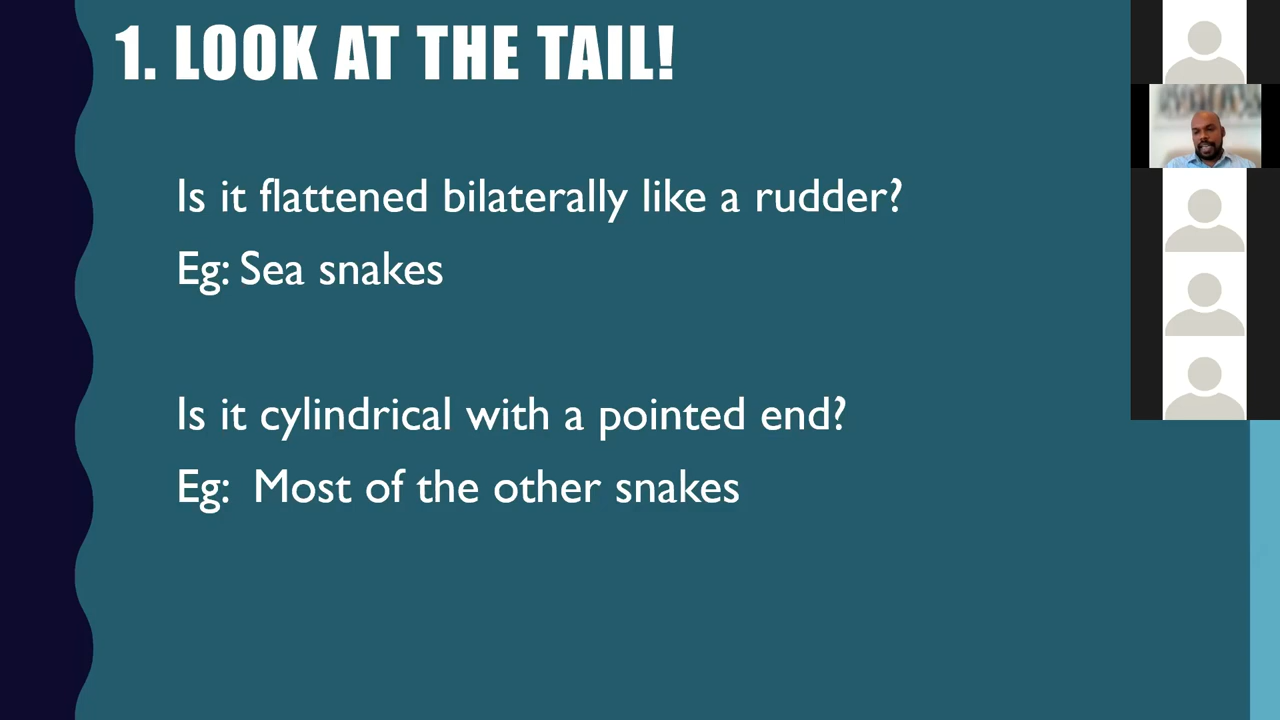 1. LOOK AT THE TAIL!
Is it flattened bilaterally like a rudder?
Eg: Sea snakes
Is it cylindrical with a pointed end?
Eg: Most of the other snakes